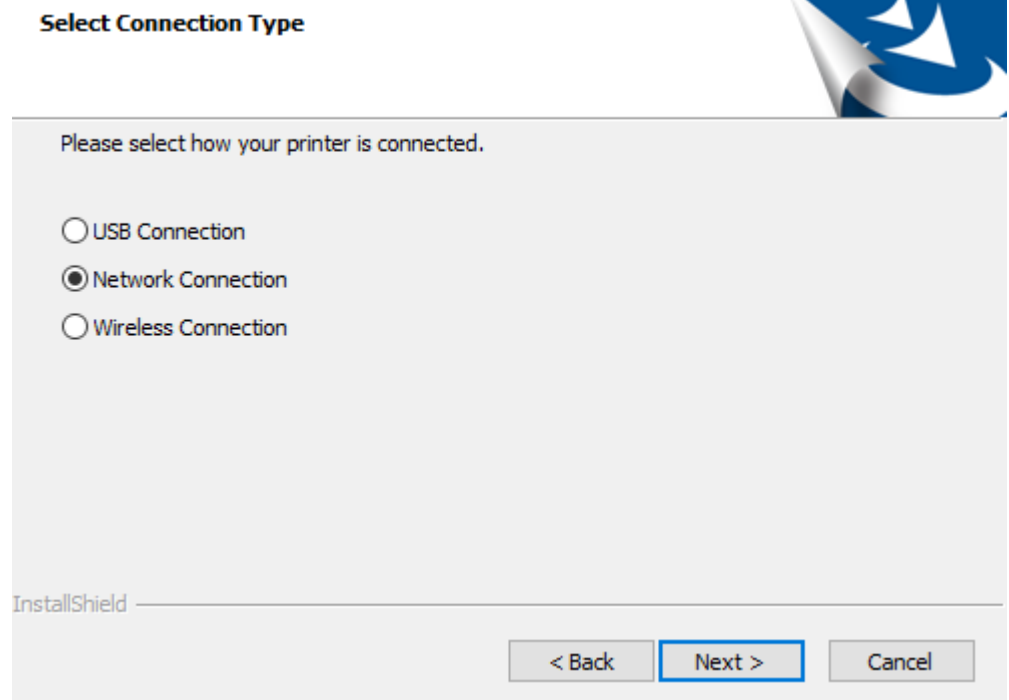 Select Connection Type
Please select how your printer is connected.
USB Connection
Network Connection
Wireless Connection
InstallShield
< Back Next > Cancel